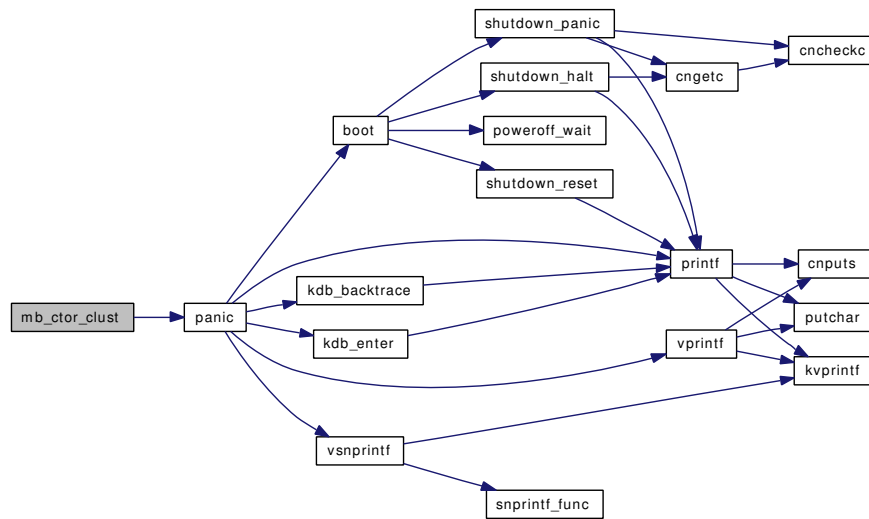 shutdown_panic
cncheckc
shutdown_halt
cngetc
boot
poweroff_wait
shutdown_reset
printf
cnputs
kdb_backtrace
mb_ctor_clust
panic
putchar
kdb_enter
vprintf
kvprintf
vsnprintf
snprintf_func